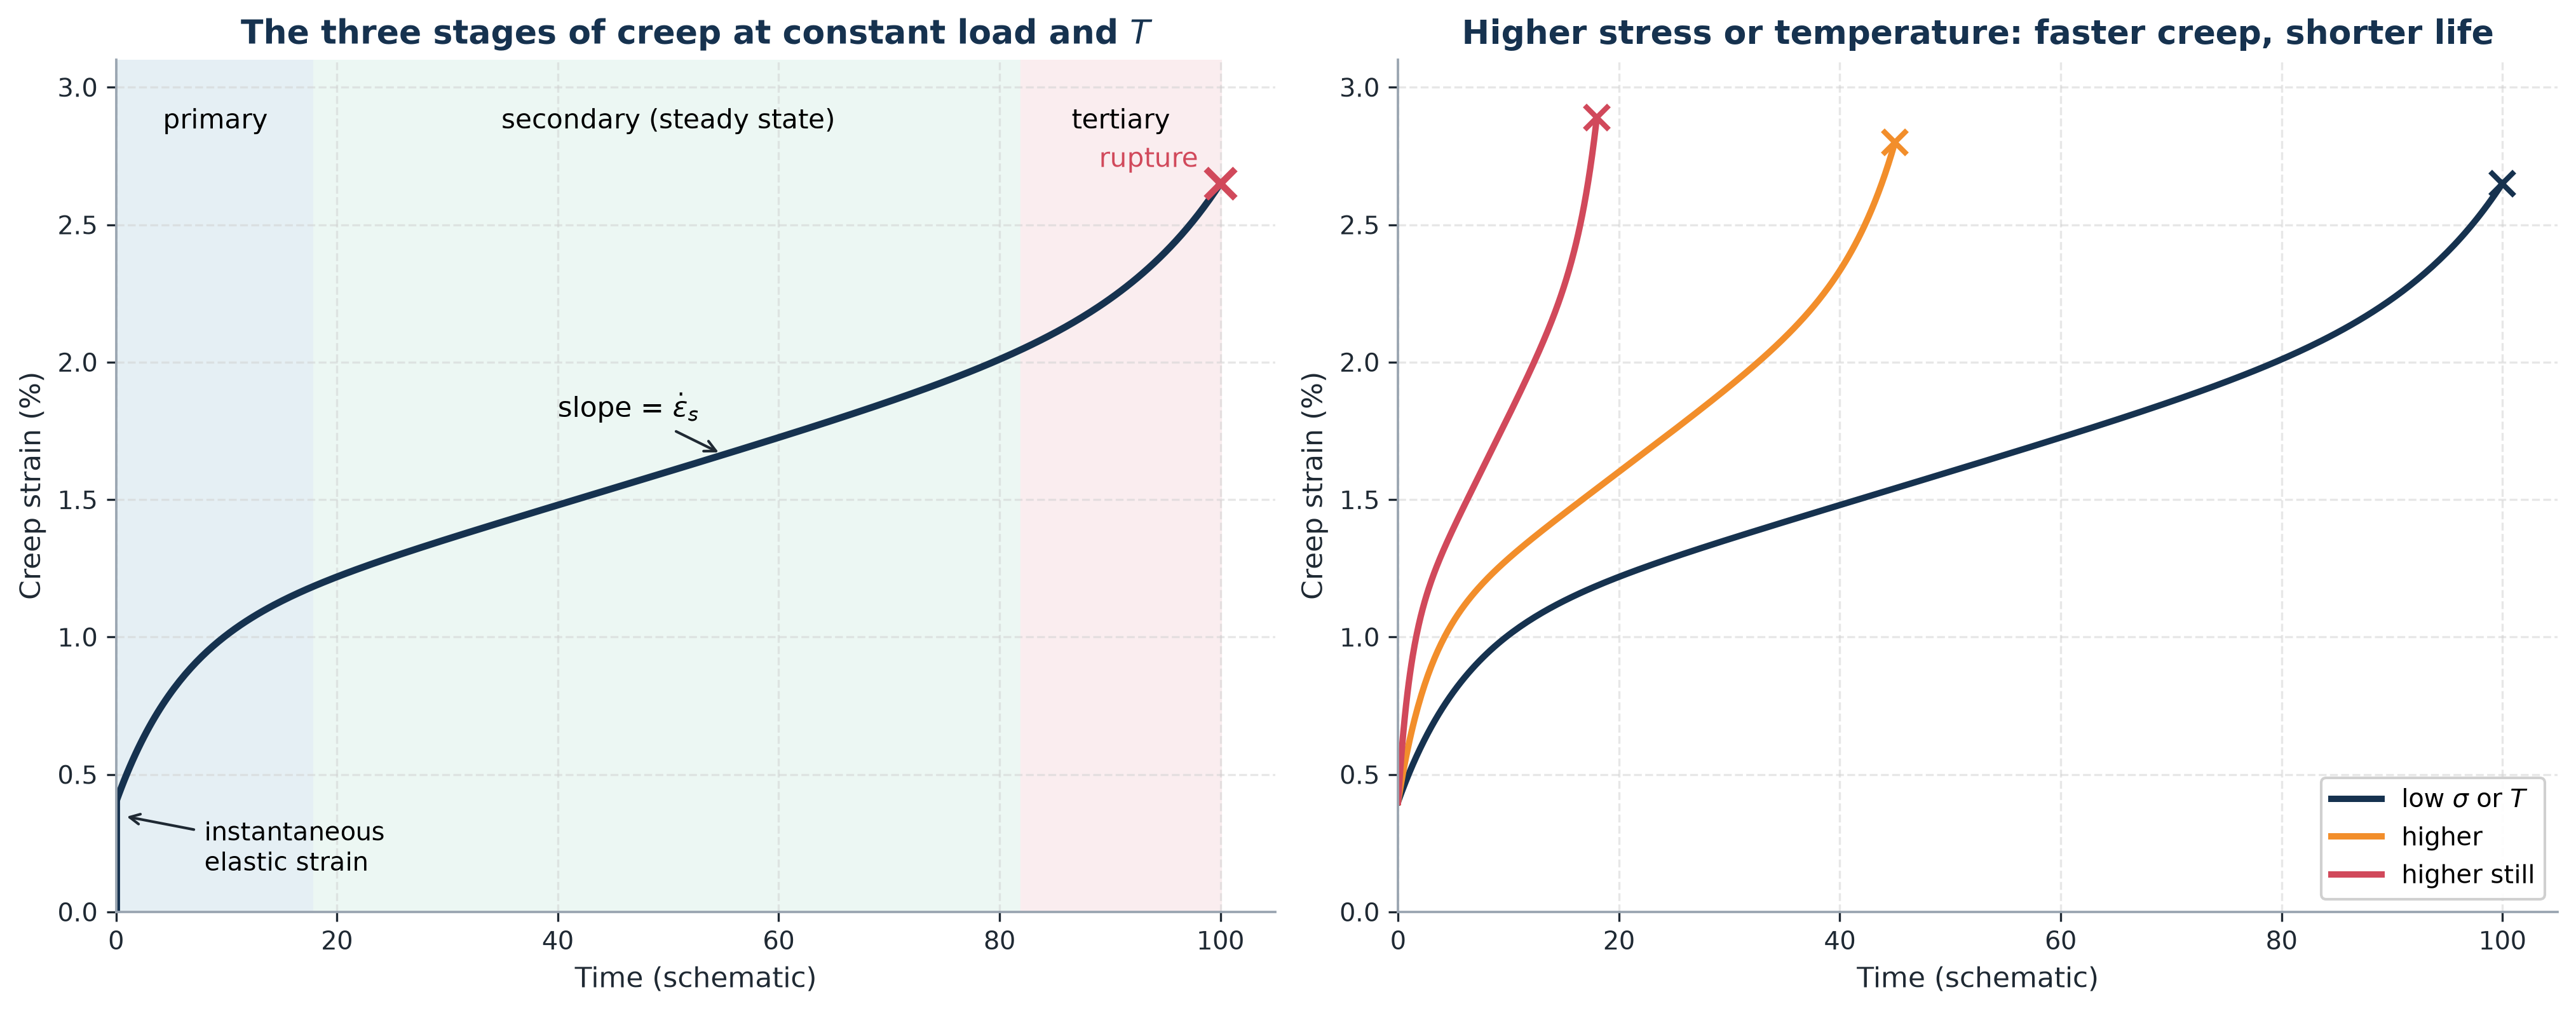 The three stages of creep at constant load and T
3.0
2.5
2.0
1.5
1.0
0.5
0.0
Creep strain (%)
primary
secondary (steady state)
tertiary
rupture
slope = ε̇ₛ
instantaneous
elastic strain
0 20 40 60 80 100
Time (schematic)
Higher stress or temperature: faster creep, shorter life
3.0
2.5
2.0
1.5
1.0
0.5
0.0
Creep strain (%)
low σ or T
higher
higher still
0 20 40 60 80 100
Time (schematic)